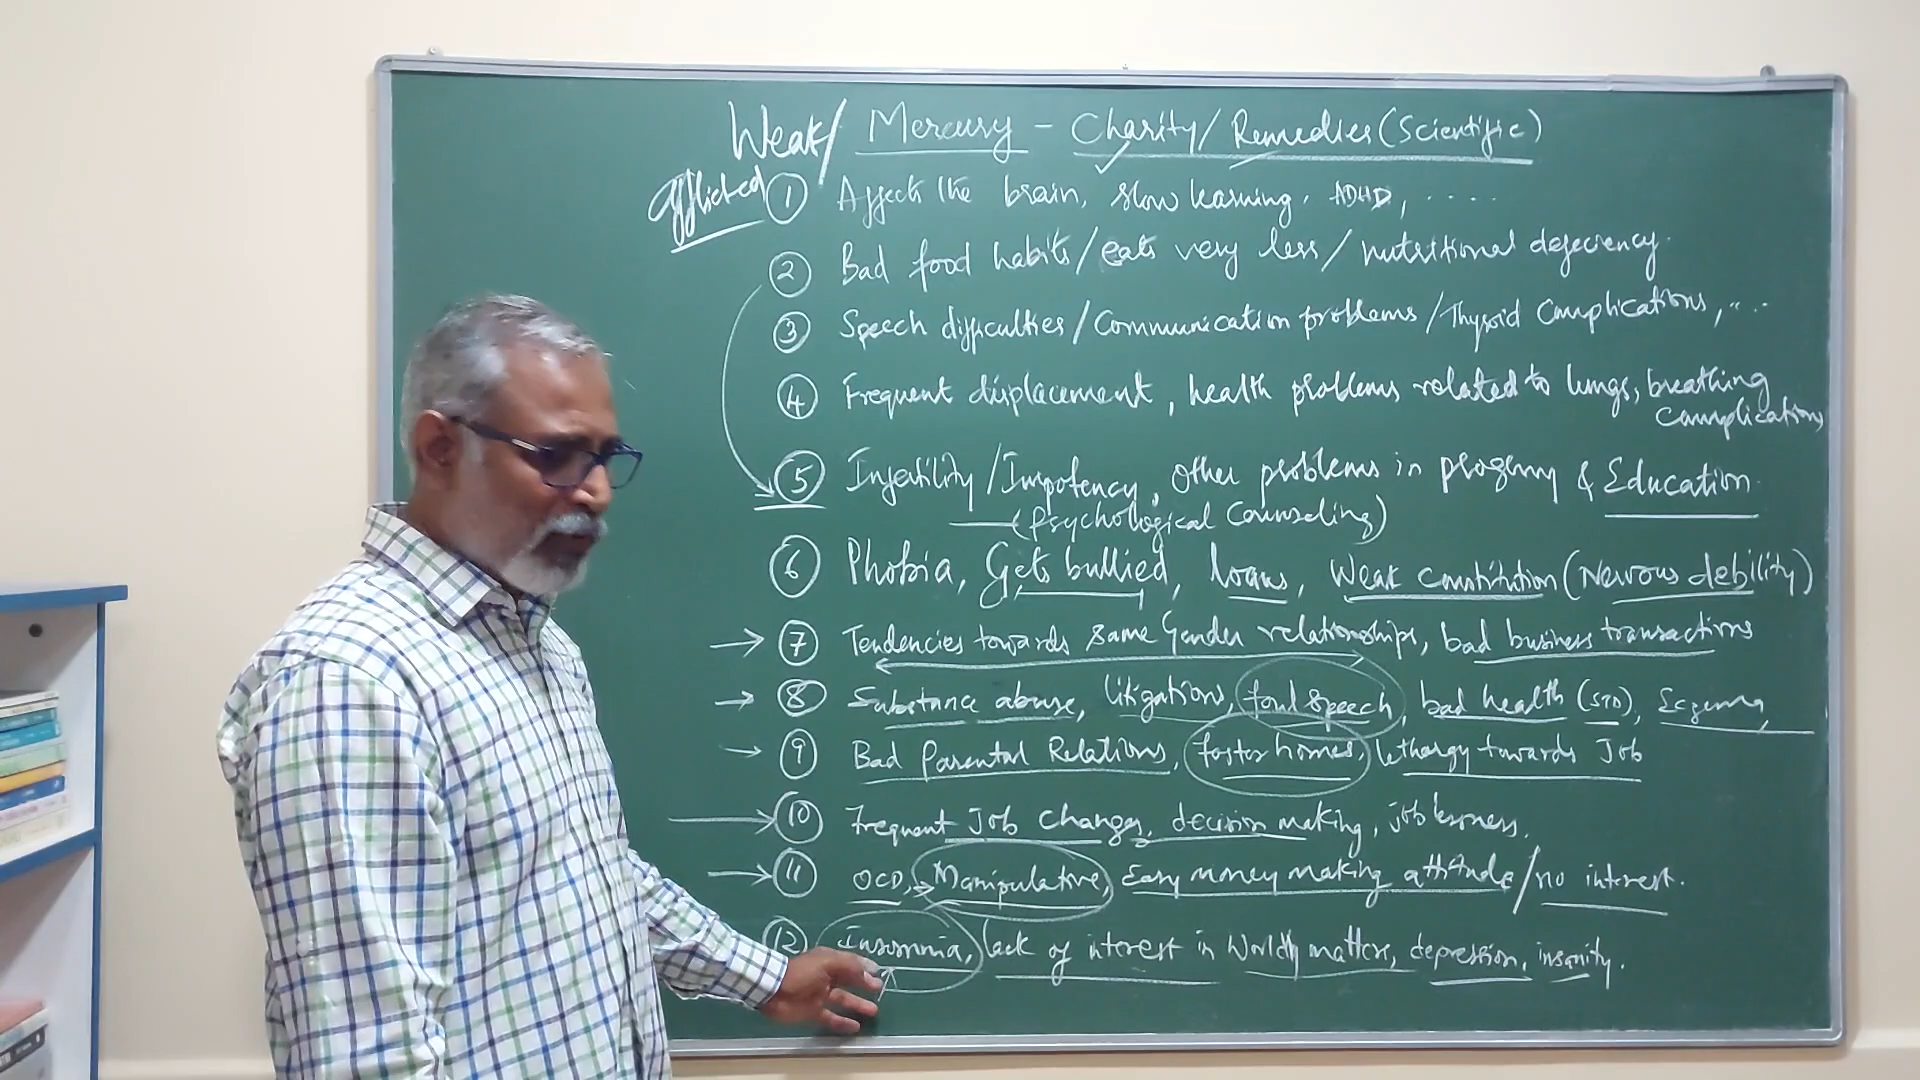 Weak/ Mercury - Charity/Remedies (Scientific)
afflicted
① Affects the brain, slow learning, ADHD, .....
② Bad food habits/eats very less/nutritional deficiency.
③ Speech difficulties/Communication problems/Thyroid Complications, ....
④ Frequent displacement, health problems related to lungs, breathing
complications
⑤ Infertility/Impotency, other problems in progeny & Education.
(Psychological Counseling)
⑥ Phobia, Gets bullied, loans, Weak constitution (Nervous debility)
→ ⑦ Tendencies towards same Gender relationships, bad business transactions
→ ⑧ Substance abuse, litigations, foul speech, bad health (STD), Eczema,
→ ⑨ Bad Parental Relations, foster homes, lethargy towards Job
→ ⑩ Frequent Job changes, decision making, joblessness.
→ ⑪ OCD, → Manipulative, Easy money making attitude/no interest.
⑫ Insomnia, lack of interest in Worldly matters, depression, insanity.